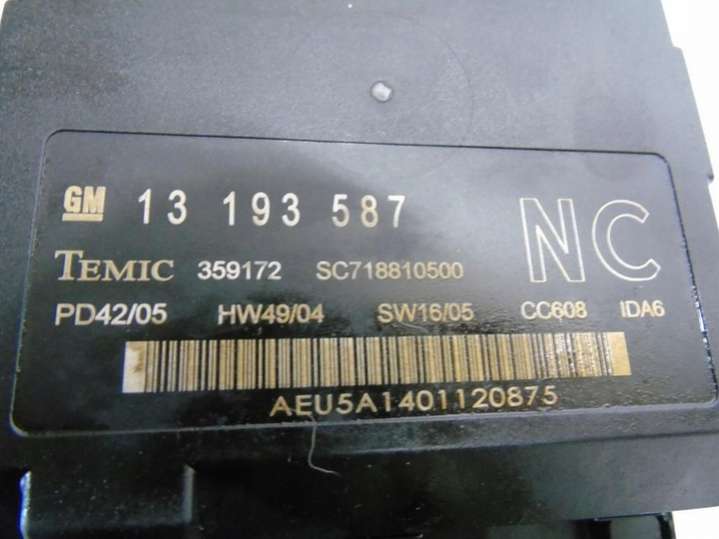 GM 13 193 587 NC
TEMIC 359172 SC718810500
PD42/05 HW49/04 SW16/05 CC608 IDA6
AEU5A1401120875